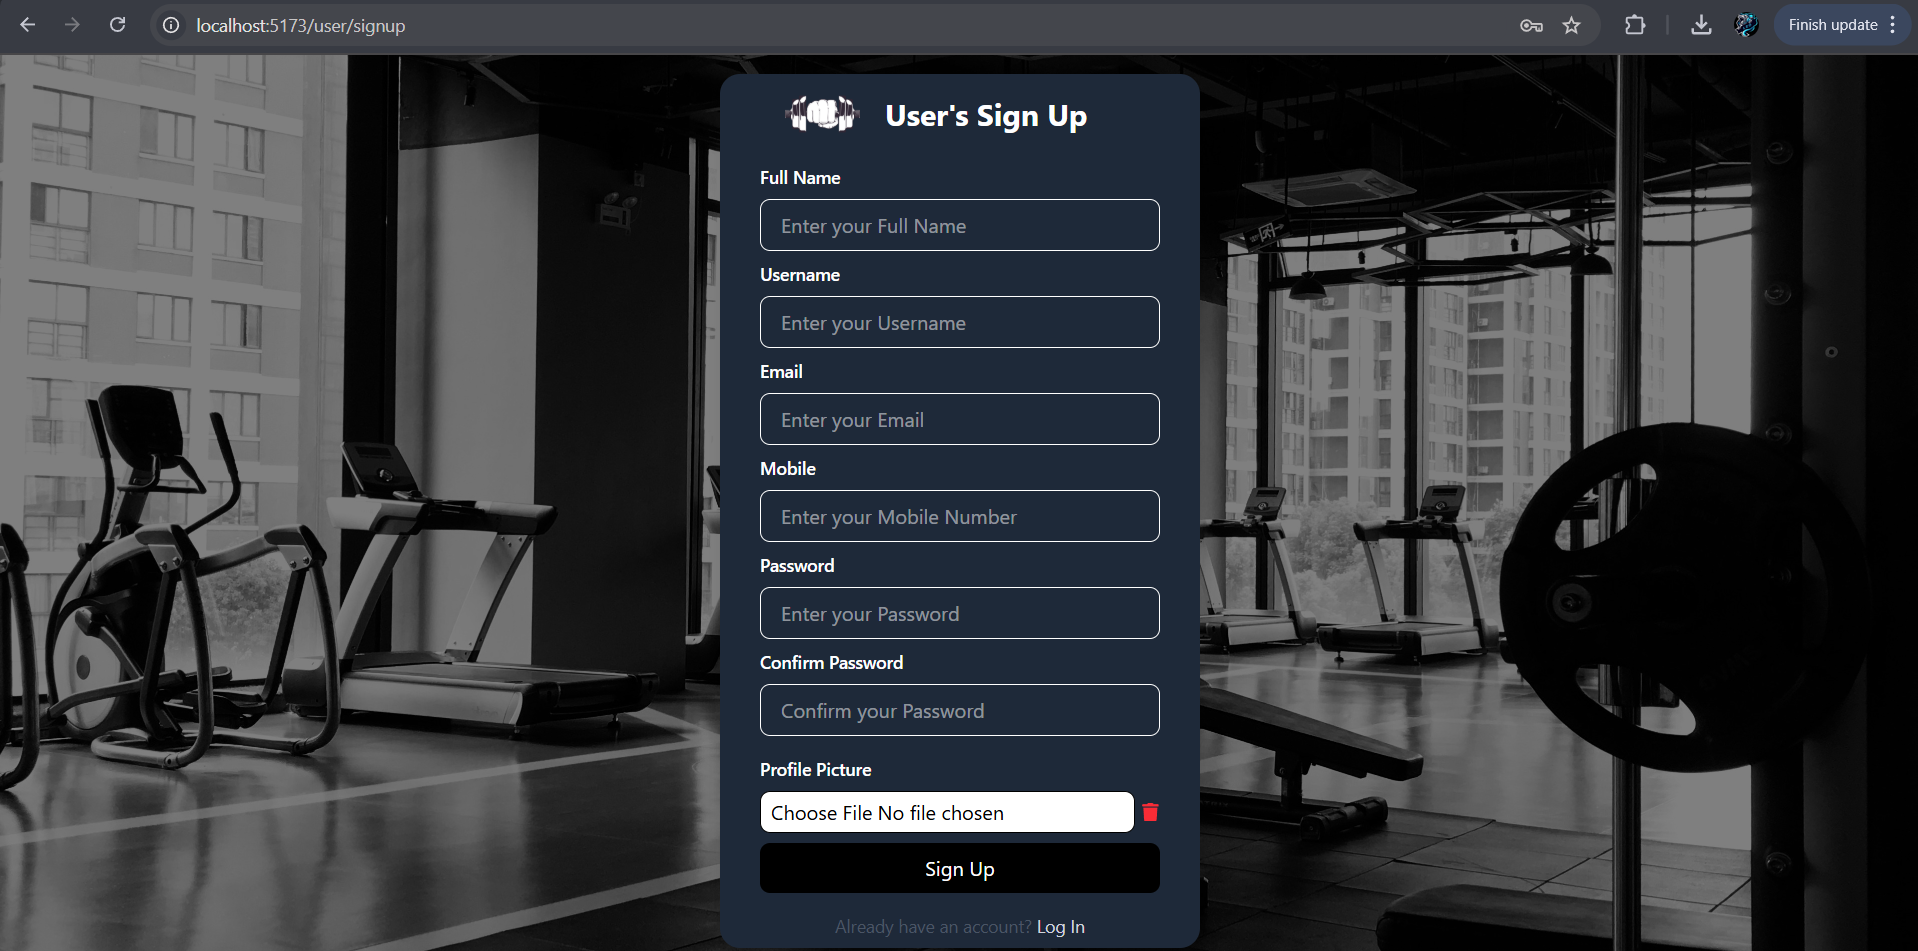 localhost:5173/user/signup
Finish update
User's Sign Up
Full Name
Enter your Full Name
Username
Enter your Username
Email
Enter your Email
Mobile
Enter your Mobile Number
Password
Enter your Password
Confirm Password
Confirm your Password
Profile Picture
Choose File No file chosen
Sign Up
Already have an account? Log In